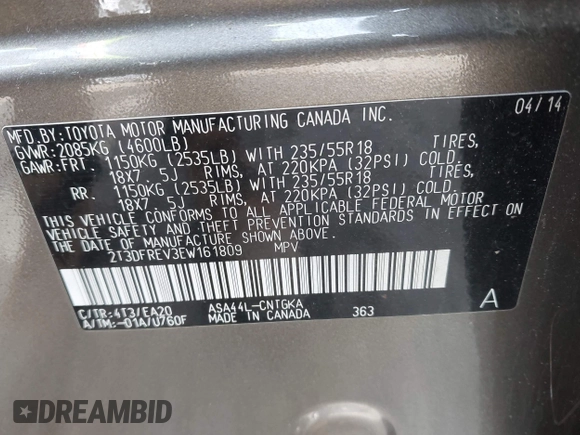 MFD.BY:TOYOTA MOTOR MANUFACTURING CANADA INC. 04/14
GVWR:2085KG (4600LB)
GAWR:FRT. 1150KG (2535LB) WITH 235/55R18 TIRES,
18X7. 5J RIMS, AT 220KPA (32PSI) COLD.
RR. 1150KG (2535LB) WITH 235/55R18 TIRES,
18X7. 5J RIMS, AT 220KPA (32PSI) COLD.
THIS VEHICLE CONFORMS TO ALL APPLICABLE FEDERAL MOTOR
VEHICLE SAFETY AND THEFT PREVENTION STANDARDS IN EFFECT ON
THE DATE OF MANUFACTURE SHOWN ABOVE.
2T3DFREV3EW161809 MPV
C/TR:4T3/EA20 ASA44L-CNTGKA A
A/TM:-01A/U760F MADE IN CANADA 363
DREAMBID